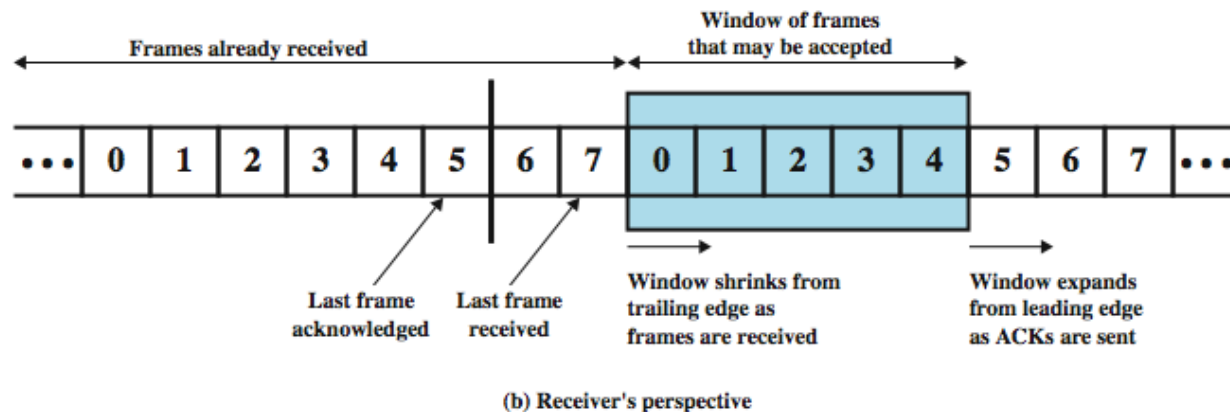 Window of frames
Frames already received
that may be accepted
••• 0 1 2 3 4 5 6 7 0 1 2 3 4 5 6 7 •••
Last frame
acknowledged
Last frame
received
Window shrinks from
trailing edge as
frames are received
Window expands
from leading edge
as ACKs are sent
(b) Receiver's perspective